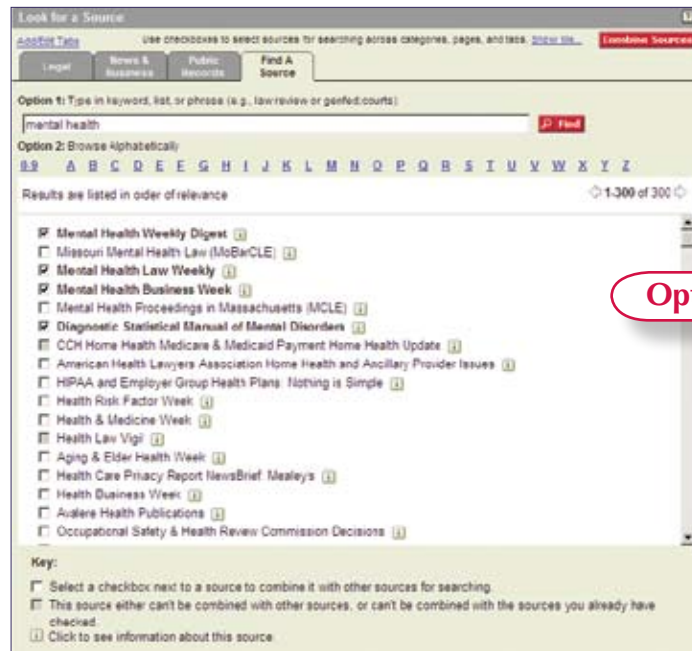 Look for a Source
Add/Edit Tabs Use checkboxes to select sources for searching across categories, pages, and tabs. Show Me... Combine Sources
Legal News & Business Public Records Find A Source
Option 1: Type in keyword, list, or phrase (e.g., law review or genfed;courts)
mental health Find
Option 2: Browse Alphabetically
0-9 A B C D E F G H I J K L M N O P Q R S T U V W X Y Z
Results are listed in order of relevance 1-300 of 300
Mental Health Weekly Digest
Missouri Mental Health Law (MoBarCLE)
Mental Health Law Weekly
Mental Health Business Week
Mental Health Proceedings in Massachusetts (MCLE)
Opt
Diagnostic Statistical Manual of Mental Disorders
CCH Home Health Medicare & Medicaid Payment Home Health Update
American Health Lawyers Association Home Health and Ancillary Provider Issues
HIPAA and Employer Group Health Plans: Nothing is Simple
Health Risk Factor Week
Health & Medicine Week
Health Law Vigil
Aging & Elder Health Week
Health Care Privacy Report NewsBrief: Mealey's
Health Business Week
Avalere Health Publications
Occupational Safety & Health Review Commission Decisions
Key:
Select a checkbox next to a source to combine it with other sources for searching.
This source either can't be combined with other sources, or can't be combined with the sources you already have
checked.
Click to see information about this source